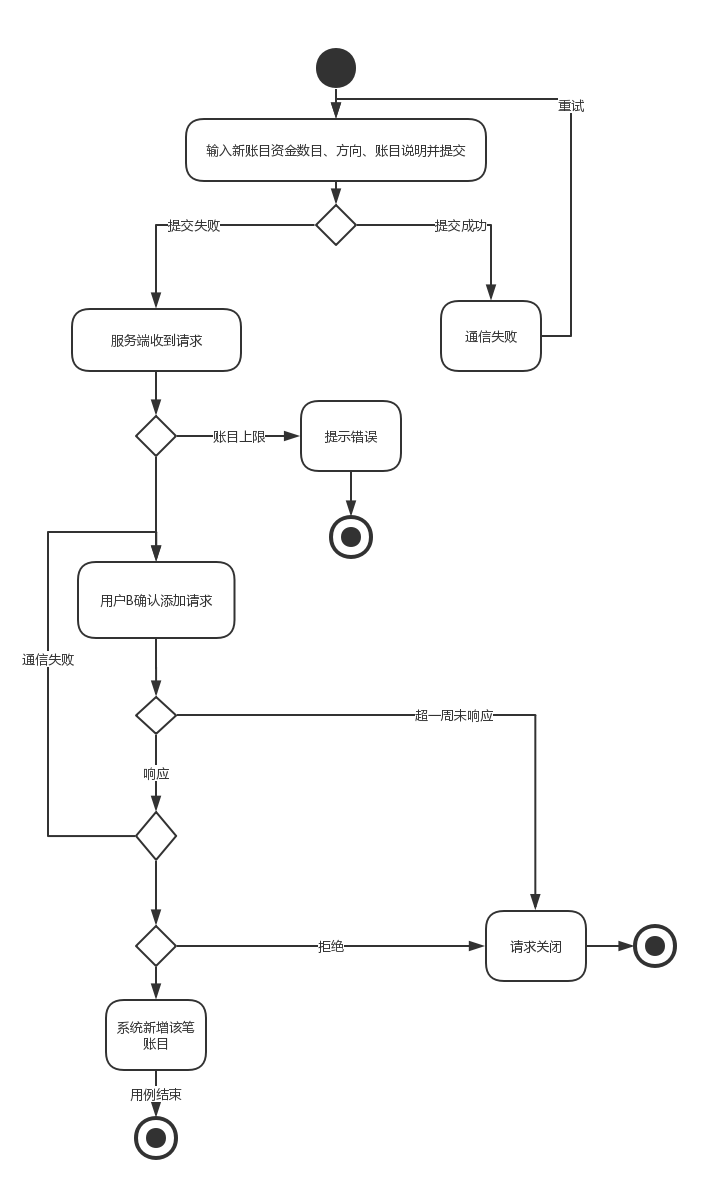 重试
输入新账目资金数目、方向、账目说明并提交
提交失败
提交成功
服务端收到请求
通信失败
账目上限
提示错误
用户B确认添加请求
通信失败
超一周未响应
响应
拒绝
请求关闭
系统新增该笔
账目
用例结束